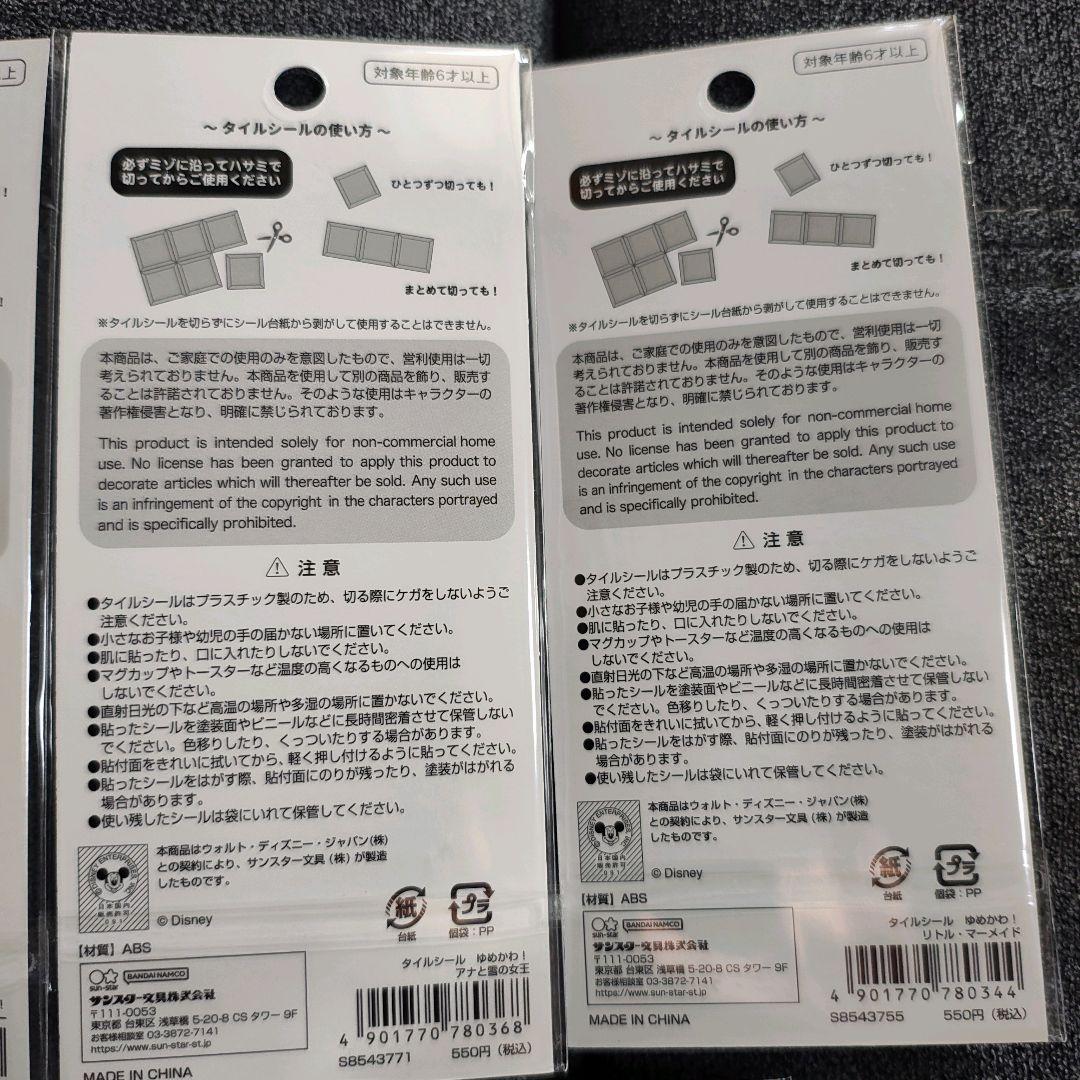 上
!
!
対象年齢6才以上
～ タイルシールの使い方 ～
必ずミゾに沿ってハサミで
切ってからご使用ください
ひとつずつ切っても!
まとめて切っても!
※タイルシールを切らずにシール台紙から剥がして使用することはできません。
本商品は、ご家庭での使用のみを意図したもので、営利使用は一切
考えられておりません。本商品を使用して別の商品を飾り、販売す
ることは許諾されておりません。そのような使用はキャラクターの
著作権侵害となり、明確に禁じられております。
This product is intended solely for non-commercial home
use. No license has been granted to apply this product to
decorate articles which will thereafter be sold. Any such use
is an infringement of the copyright in the characters portrayed
and is specifically prohibited.
⚠ 注 意
●タイルシールはプラスチック製のため、切る際にケガをしないようご
注意ください。
●小さなお子様や幼児の手の届かない場所に置いてください。
●肌に貼ったり、口に入れたりしないでください。
●マグカップやトースターなど温度の高くなるものへの使用は
しないでください。
●直射日光の下など高温の場所や多湿の場所に置かないでください。
●貼ったシールを塗装面やビニールなどに長時間密着させて保管しない
でください。色移りしたり、くっついたりする場合があります。
●貼付面をきれいに拭いてから、軽く押し付けるように貼ってください。
●貼ったシールをはがす際、貼付面にのりが残ったり、塗装がはがれる
場合があります。
●使い残したシールは袋にいれて保管してください。
本商品はウォルト・ディズニー・ジャパン(株)
との契約により、サンスター文具 (株) が製造
したものです。
©DISNEY ENTERPRISES INC.
日本国内
販売許可
091
© Disney
紙
台紙
プラ
個袋:PP
【材質】ABS
sun-star
BANDAI NAMCO
サンスター文具株式会社
〒111-0053
東京都 台東区 浅草橋 5-20-8 CS タワー 9F
お客様相談室 03-3872-7141
https://www.sun-star-st.jp
MADE IN CHINA
タイルシール ゆめかわ!
アナと雪の女王
4 901770 780368
S8543771 550円(税込)
対象年齢6才以上
～ タイルシールの使い方 ～
必ずミゾに沿ってハサミで
切ってからご使用ください
ひとつずつ切っても!
まとめて切っても!
※タイルシールを切らずにシール台紙から剥がして使用することはできません。
本商品は、ご家庭での使用のみを意図したもので、営利使用は一切
考えられておりません。本商品を使用して別の商品を飾り、販売す
ることは許諾されておりません。そのような使用はキャラクターの
著作権侵害となり、明確に禁じられております。
This product is intended solely for non-commercial home
use. No license has been granted to apply this product to
decorate articles which will thereafter be sold. Any such use
is an infringement of the copyright in the characters portrayed
and is specifically prohibited.
⚠ 注 意
●タイルシールはプラスチック製のため、切る際にケガをしないようご
注意ください。
●小さなお子様や幼児の手の届かない場所に置いてください。
●肌に貼ったり、口に入れたりしないでください。
●マグカップやトースターなど温度の高くなるものへの使用は
しないでください。
●直射日光の下など高温の場所や多湿の場所に置かないでください。
●貼ったシールを塗装面やビニールなどに長時間密着させて保管しない
でください。色移りしたり、くっついたりする場合があります。
●貼付面をきれいに拭いてから、軽く押し付けるように貼ってください。
●貼ったシールをはがす際、貼付面にのりが残ったり、塗装がはがれる
場合があります。
●使い残したシールは袋にいれて保管してください。
本商品はウォルト・ディズニー・ジャパン(株)
との契約により、サンスター文具 (株) が製造
したものです。
©DISNEY ENTERPRISES INC.
日本国内
販売許可
091
© Disney
紙
台紙
プラ
個袋:PP
【材質】ABS
sun-star
BANDAI NAMCO
サンスター文具株式会社
〒111-0053
東京都 台東区 浅草橋 5-20-8 CS タワー 9F
お客様相談室 03-3872-7141
https://www.sun-star-st.jp
MADE IN CHINA
タイルシール ゆめかわ!
リトル・マーメイド
4 901770 780344
S8543755 550円(税込)